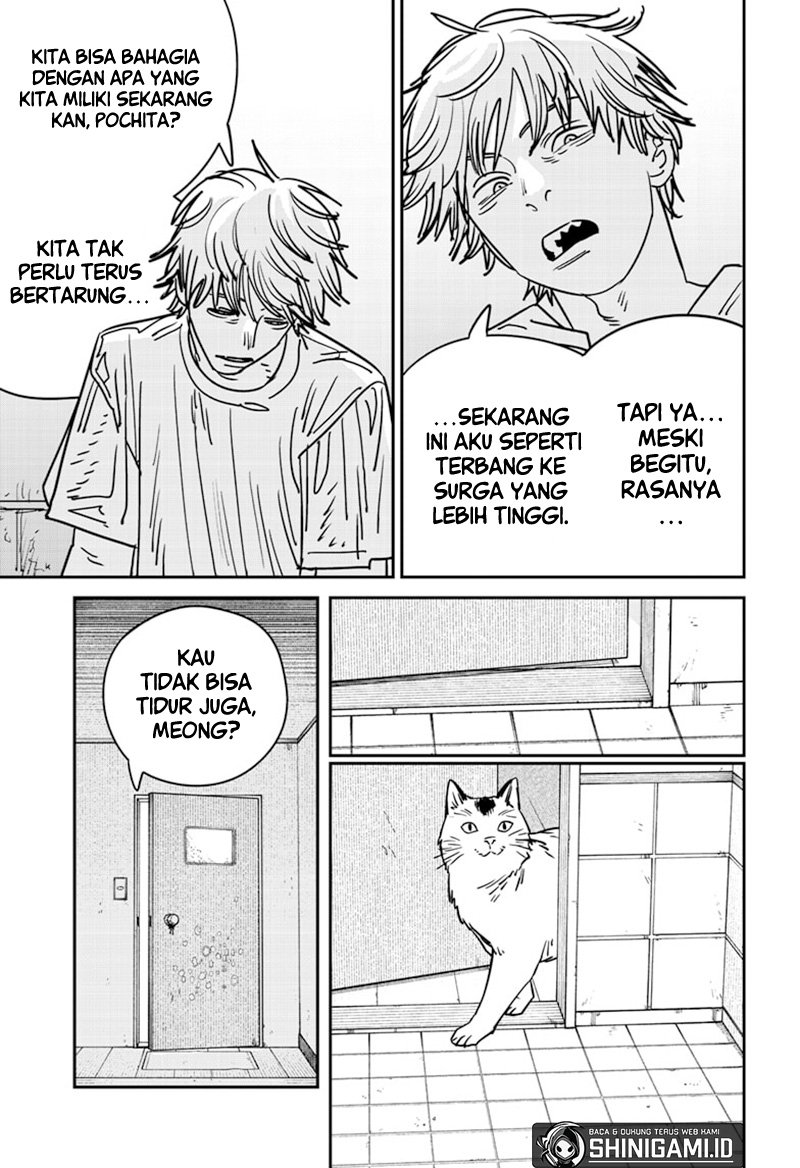 TAPI YA…
MESKI
BEGITU,
RASANYA
…
…SEKARANG
INI AKU SEPERTI
TERBANG KE
SURGA YANG
LEBIH TINGGI.
KITA BISA BAHAGIA
DENGAN APA YANG
KITA MILIKI SEKARANG
KAN, POCHITA?
KITA TAK
PERLU TERUS
BERTARUNG…
KAU
TIDAK BISA
TIDUR JUGA,
MEONG?
BACA & DUKUNG TERUS WEB KAMI
SHINIGAMI.ID